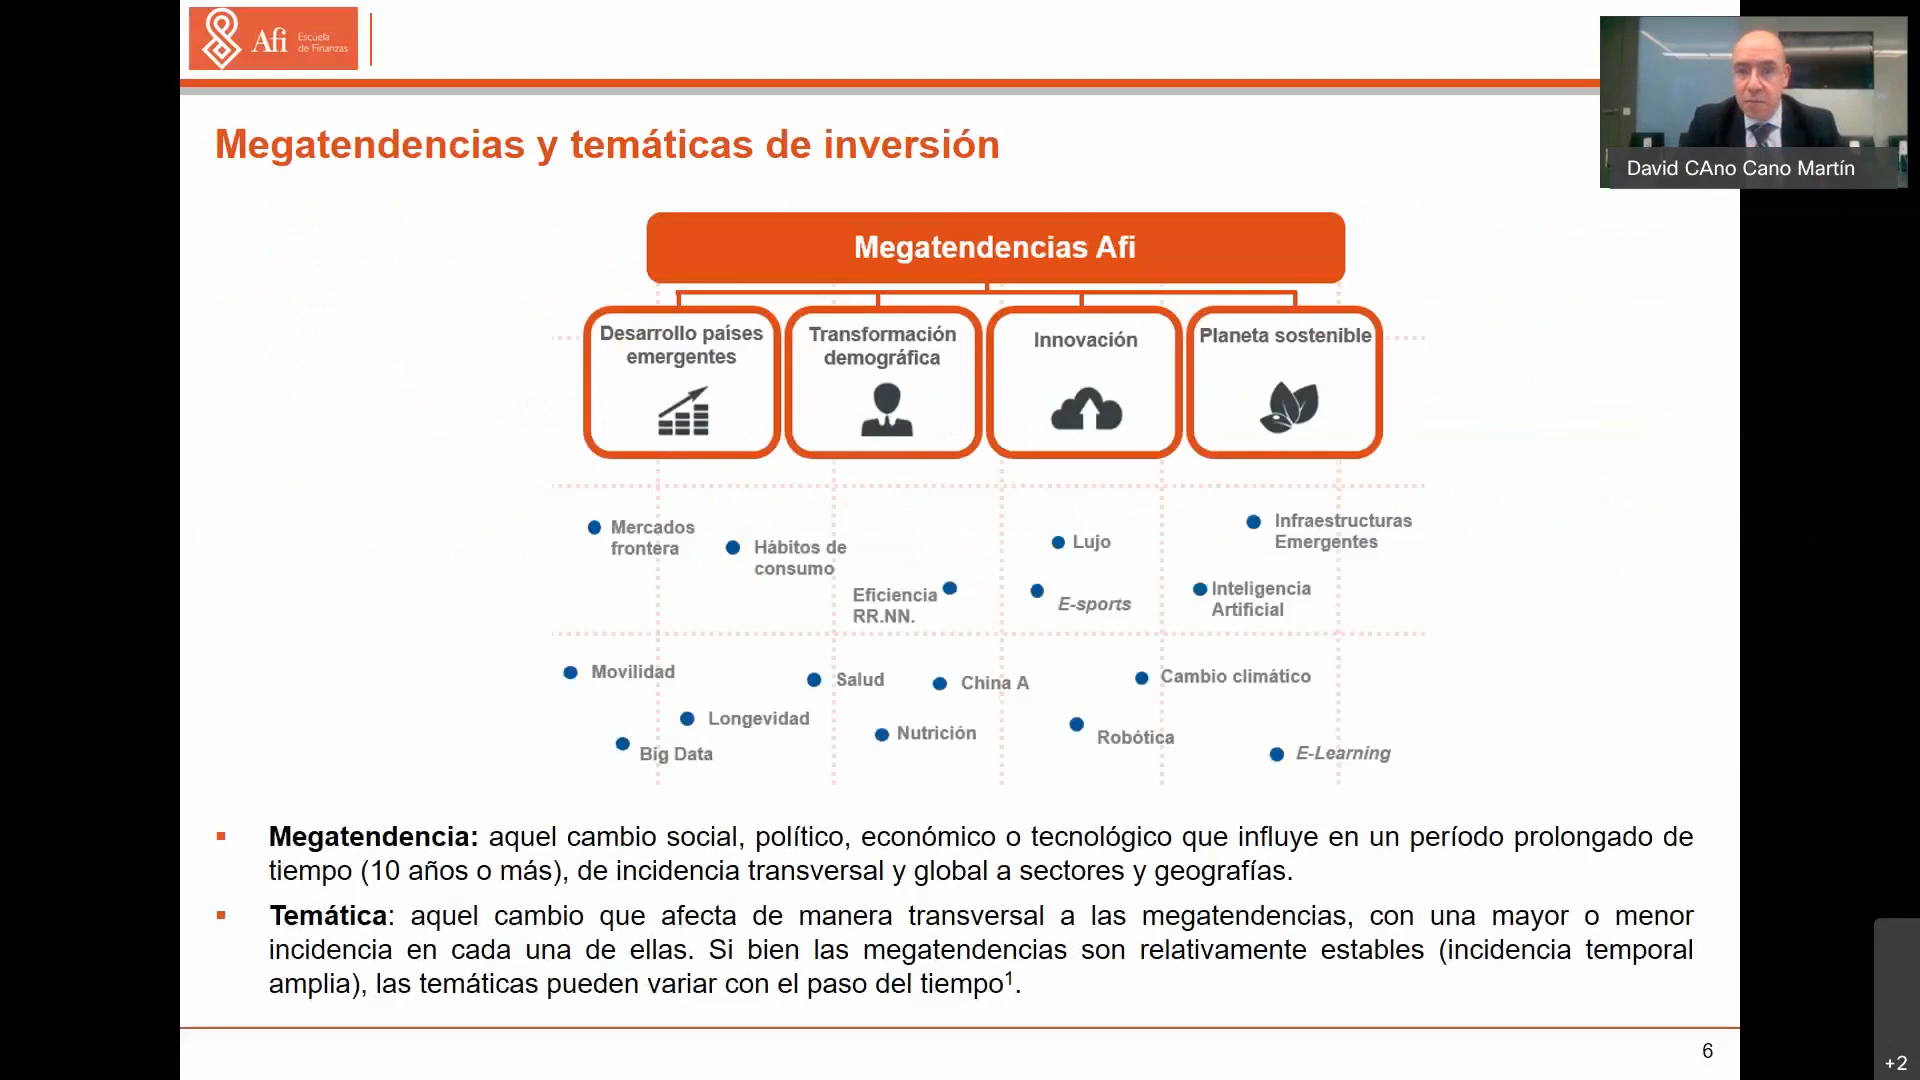 Afi Escuela de Finanzas
David CAno Cano Martín
Megatendencias y temáticas de inversión
Megatendencias Afi
Desarrollo países
emergentes
Transformación
demográfica
Innovación
Planeta sostenible
Mercados
frontera
Hábitos de
consumo
Eficiencia
RR.NN.
Lujo
E-sports
Infraestructuras
Emergentes
Inteligencia
Artificial
Movilidad
Salud
China A
Cambio climático
Longevidad
Big Data
Nutrición
Robótica
E-Learning
▪ Megatendencia: aquel cambio social, político, económico o tecnológico que influye en un período prolongado de
tiempo (10 años o más), de incidencia transversal y global a sectores y geografías.
▪ Temática: aquel cambio que afecta de manera transversal a las megatendencias, con una mayor o menor
incidencia en cada una de ellas. Si bien las megatendencias son relativamente estables (incidencia temporal
amplia), las temáticas pueden variar con el paso del tiempo¹.
6
+2